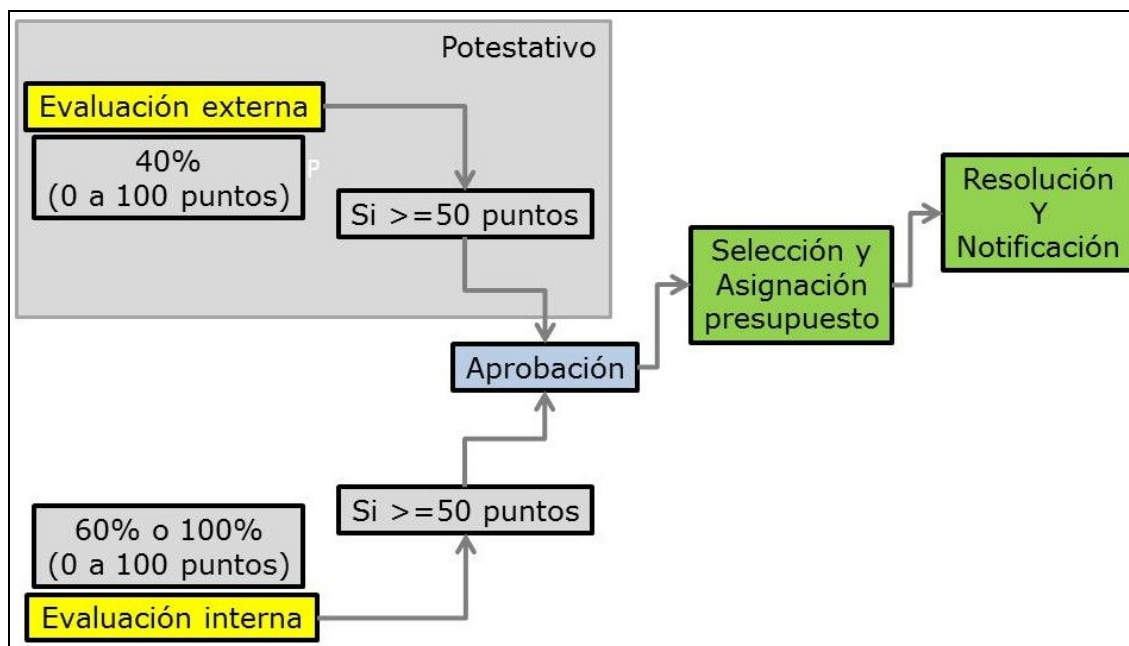 Potestativo
Evaluación externa
40%
(0 a 100 puntos)
P
Si >=50 puntos
Resolución
Y
Notificación
Selección y
Asignación
presupuesto
Aprobación
Si >=50 puntos
60% o 100%
(0 a 100 puntos)
Evaluación interna